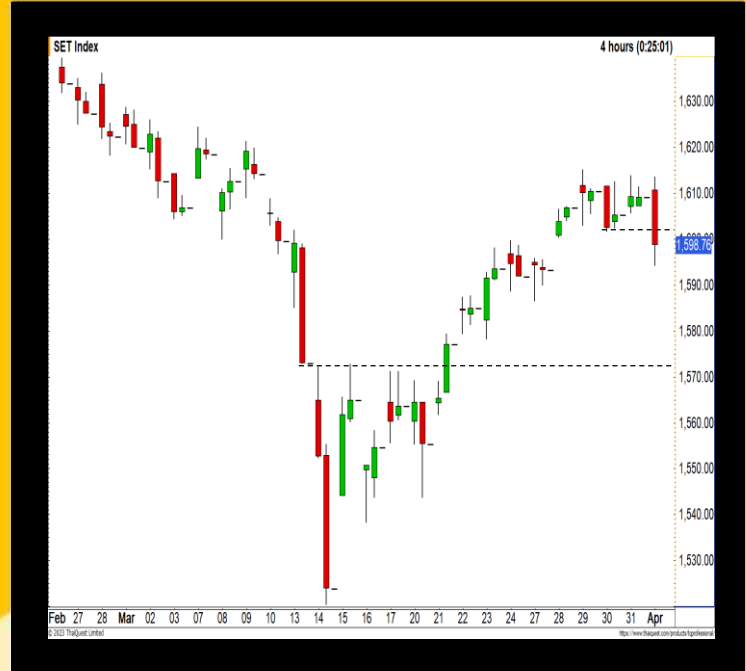 SET Index
4 hours (0:25:01)
1,630.00
1,620.00
1,610.00
1,598.76
1,590.00
1,580.00
1,570.00
1,560.00
1,550.00
1,540.00
1,530.00
Feb 27 28 Mar 02 03 07 08 09 10 13 14 15 16 17 20 21 22 23 24 27 28 29 30 31 Apr
© 2023 ThaiQuest Limited